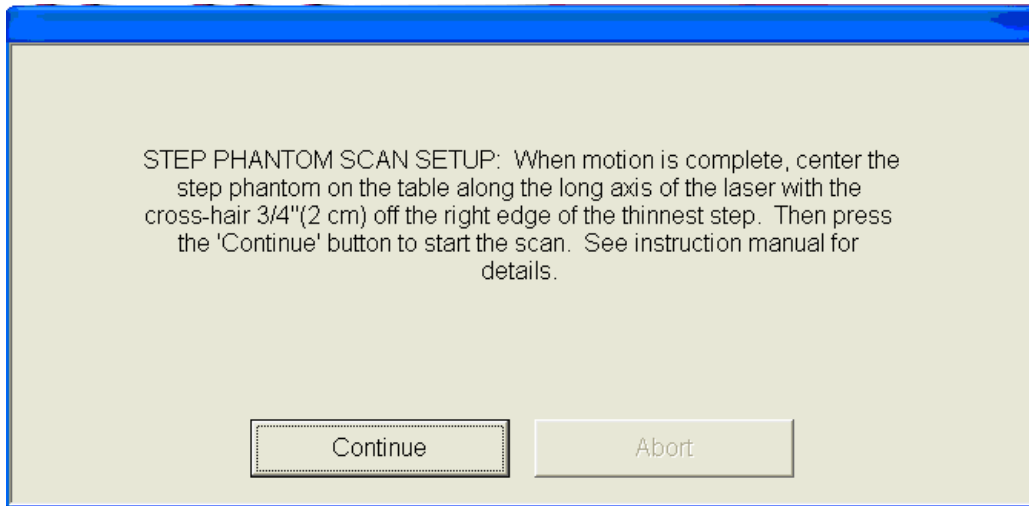 STEP PHANTOM SCAN SETUP:  When motion is complete, center the
step phantom on the table along the long axis of the laser with the
cross-hair 3/4"(2 cm) off the right edge of the thinnest step.  Then press
the 'Continue' button to start the scan.  See instruction manual for
details.
Continue
Abort